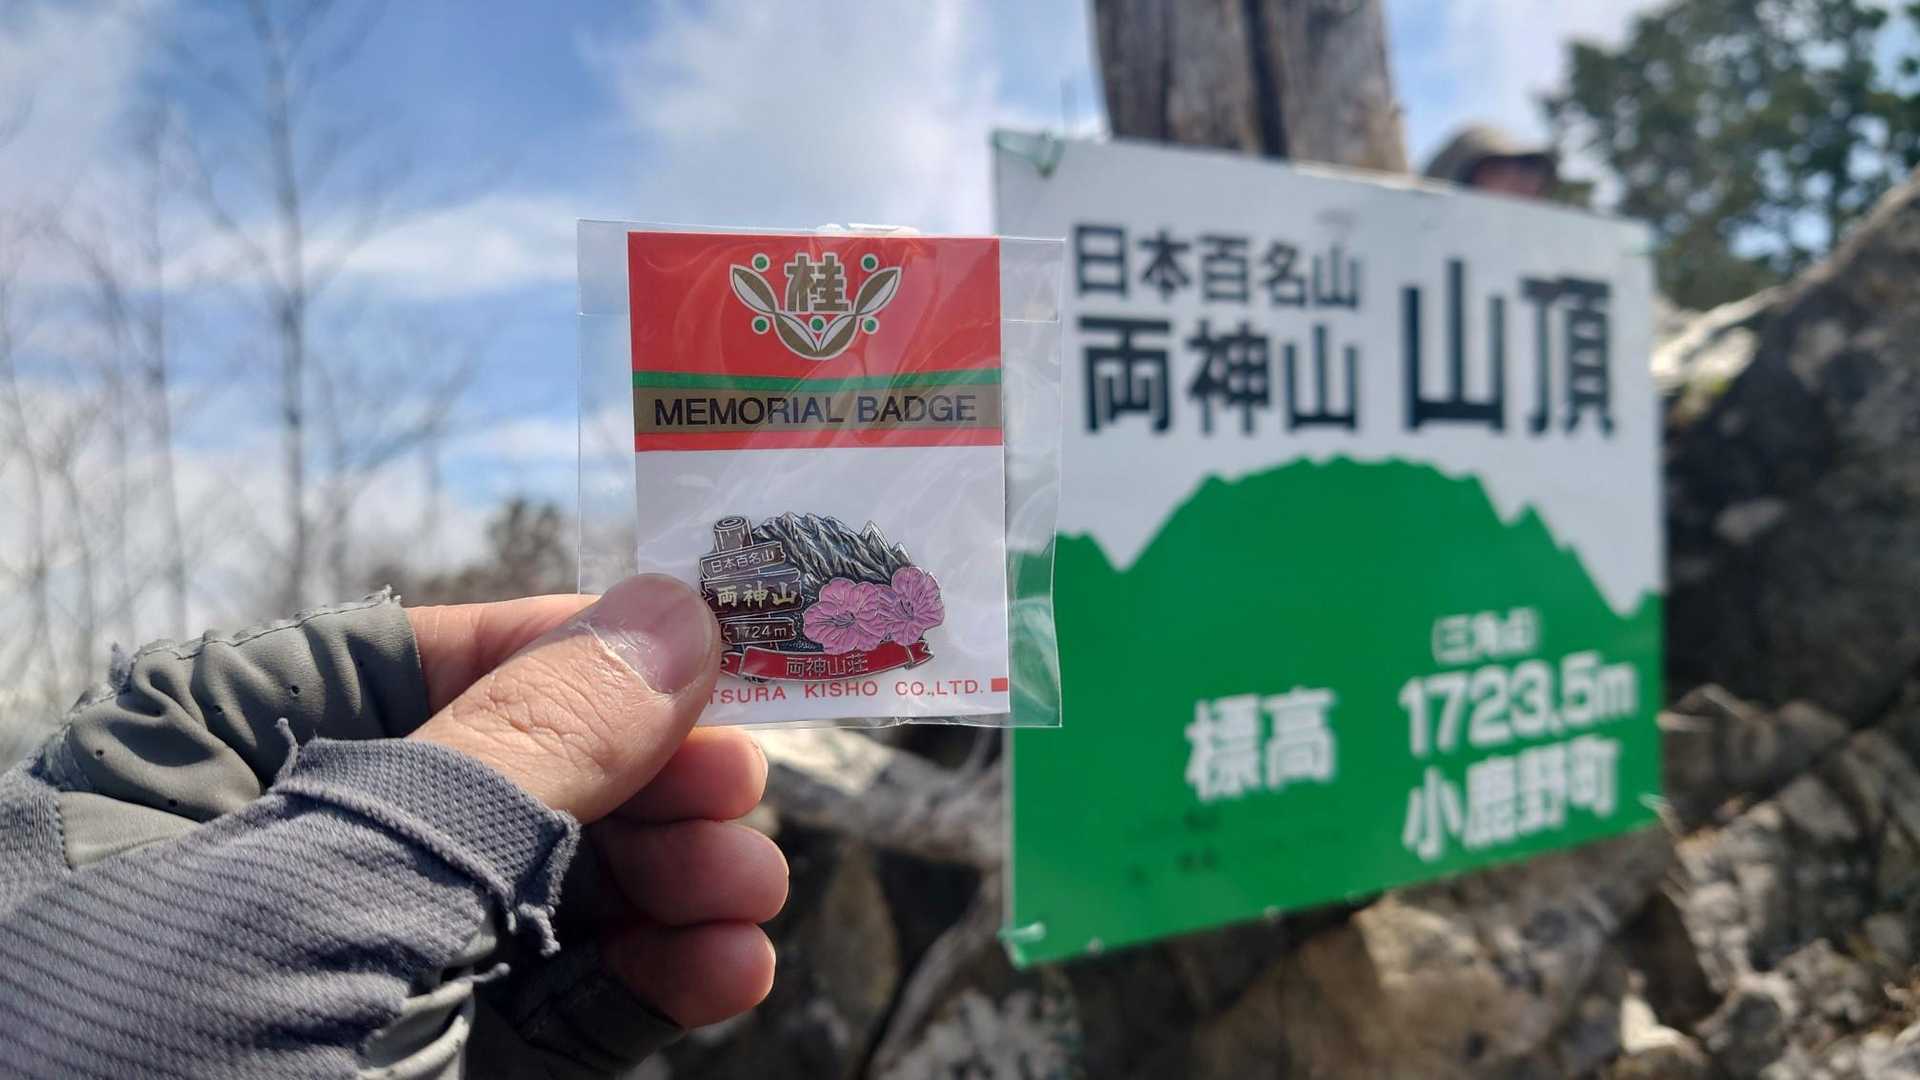 桂
MEMORIAL BADGE
日本百名山
両神山
1724m
両神山荘
TSURA KISHO CO.,LTD.
日本百名山
両神山 山頂
(三角点)
標高 1723.5m
小鹿野町